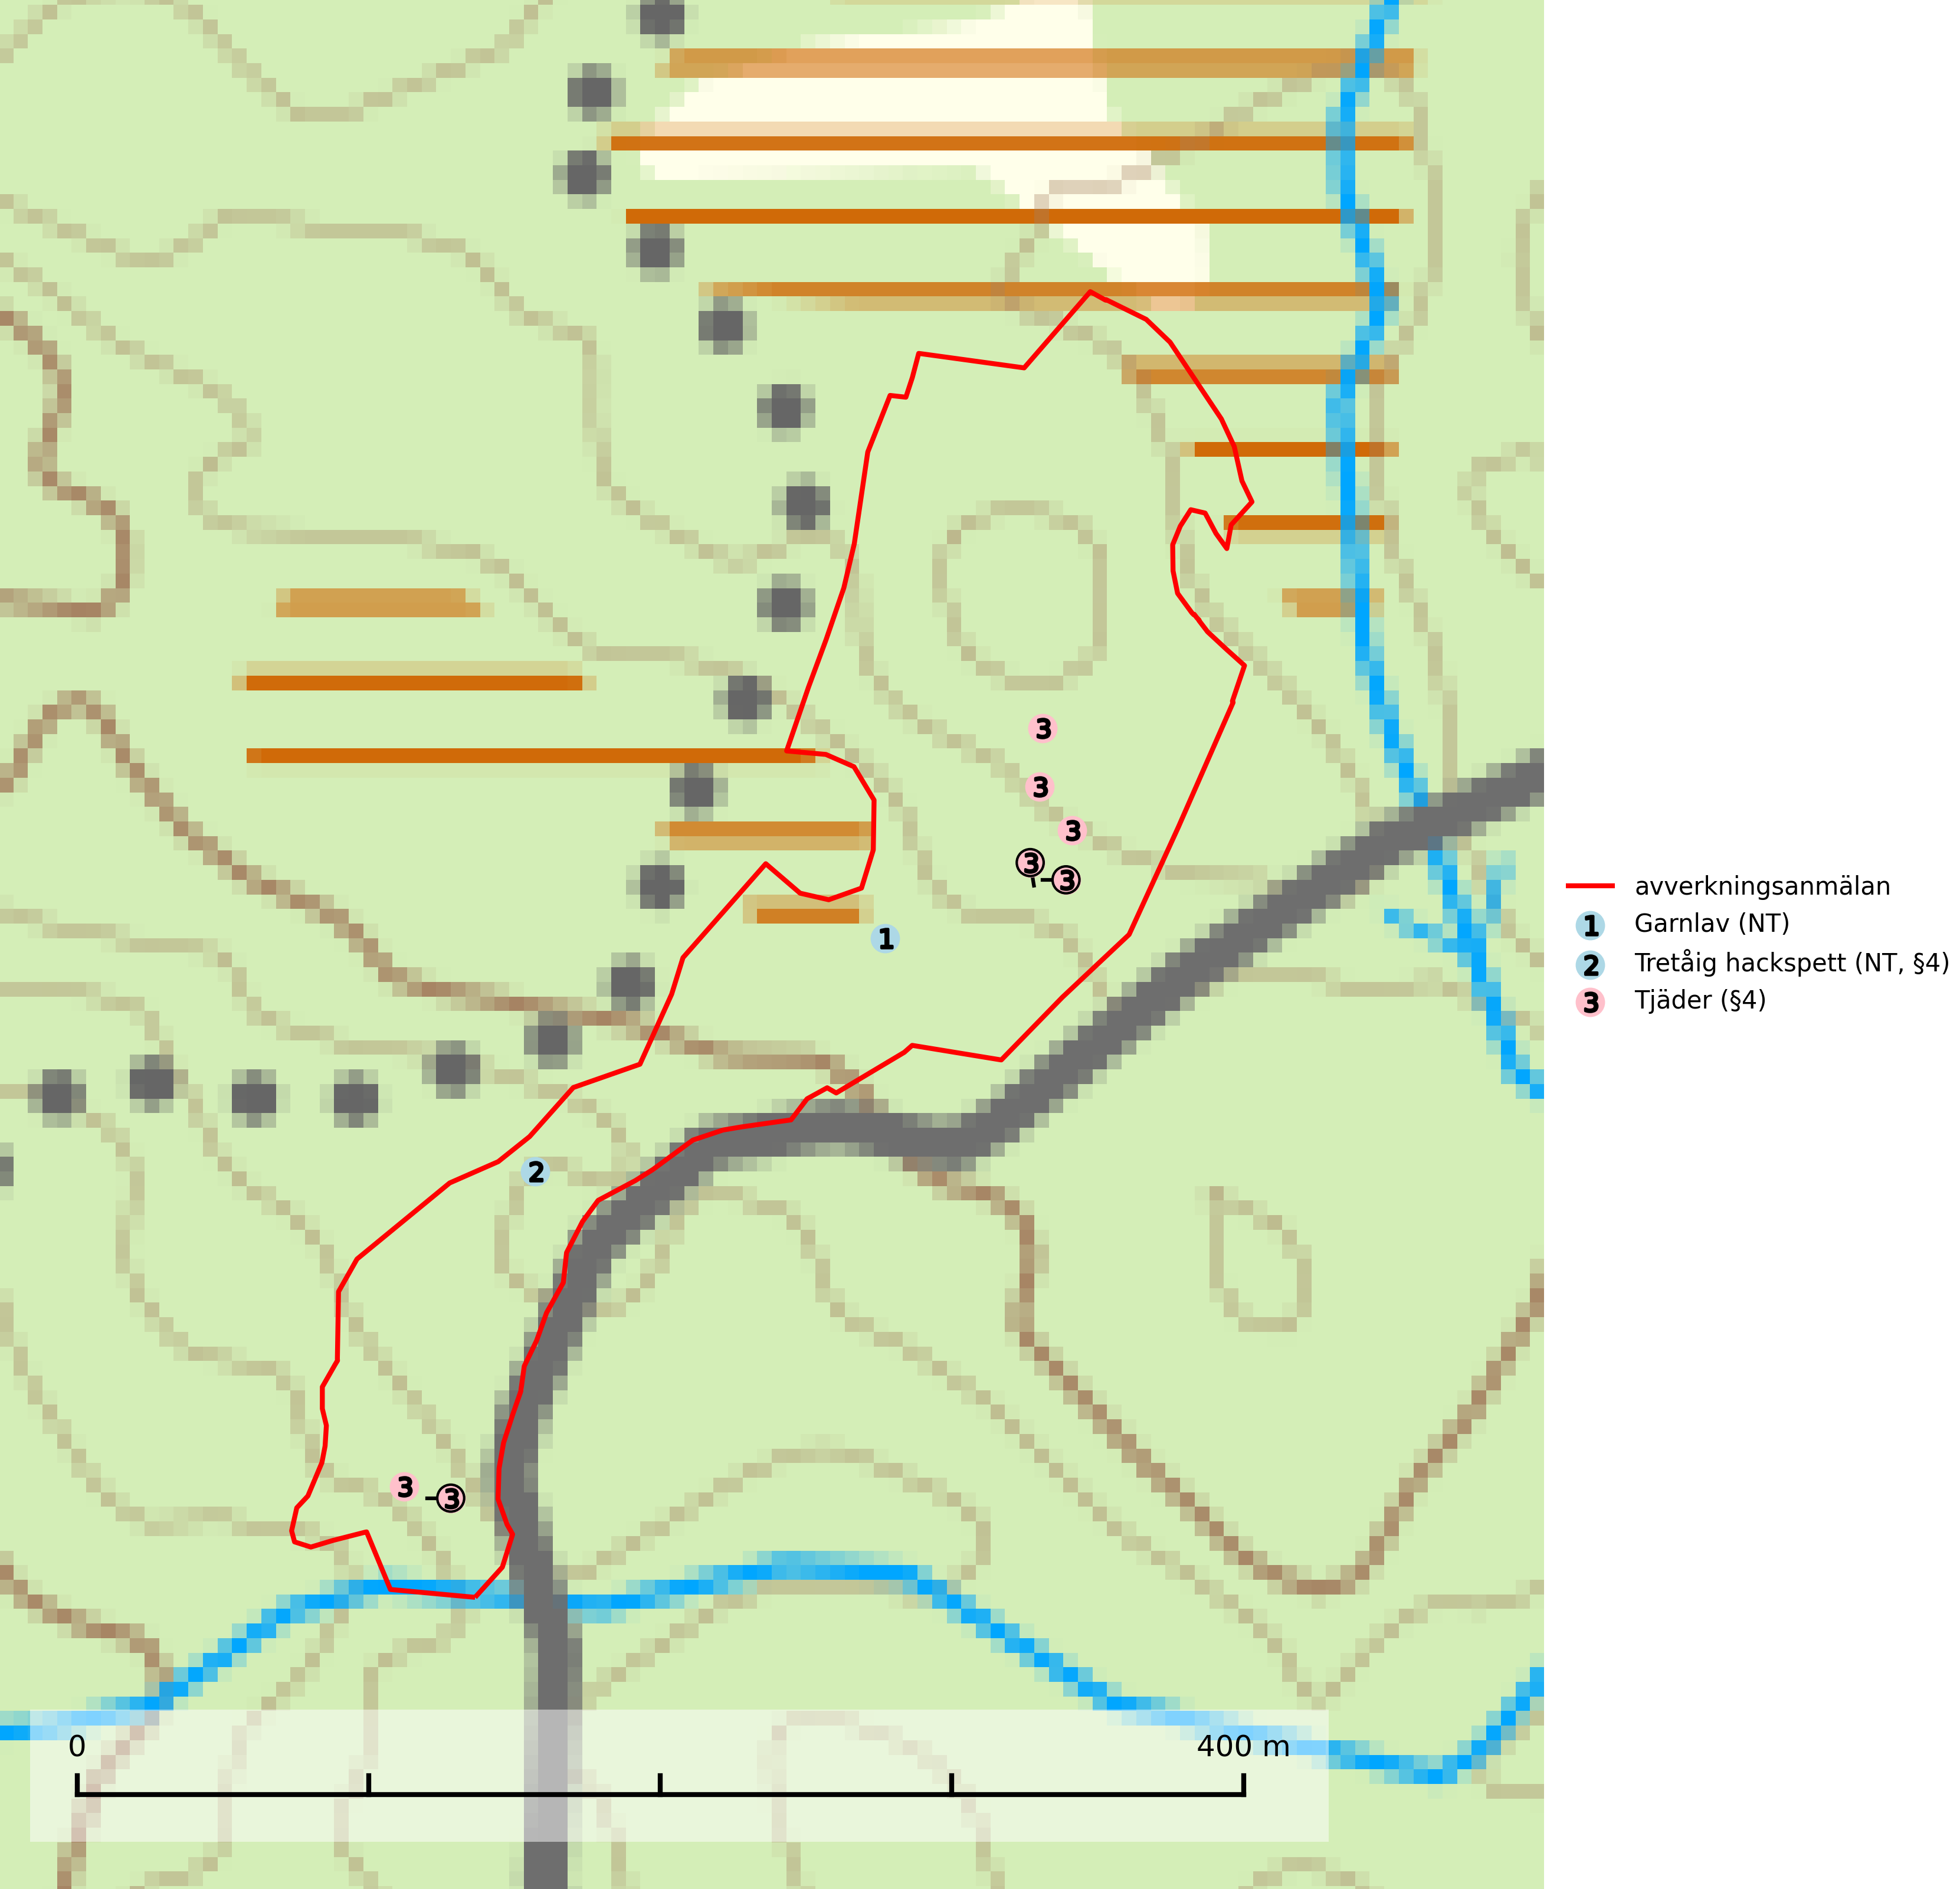 3
3
3
3
3
1
2
3
3
0
400 m
avverkningsanmälan
1 Garnlav (NT)
2 Tretåig hackspett (NT, §4)
3 Tjäder (§4)